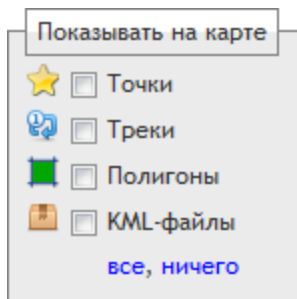 Показывать на карте
Точки
Треки
Полигоны
KML-файлы
все, ничего